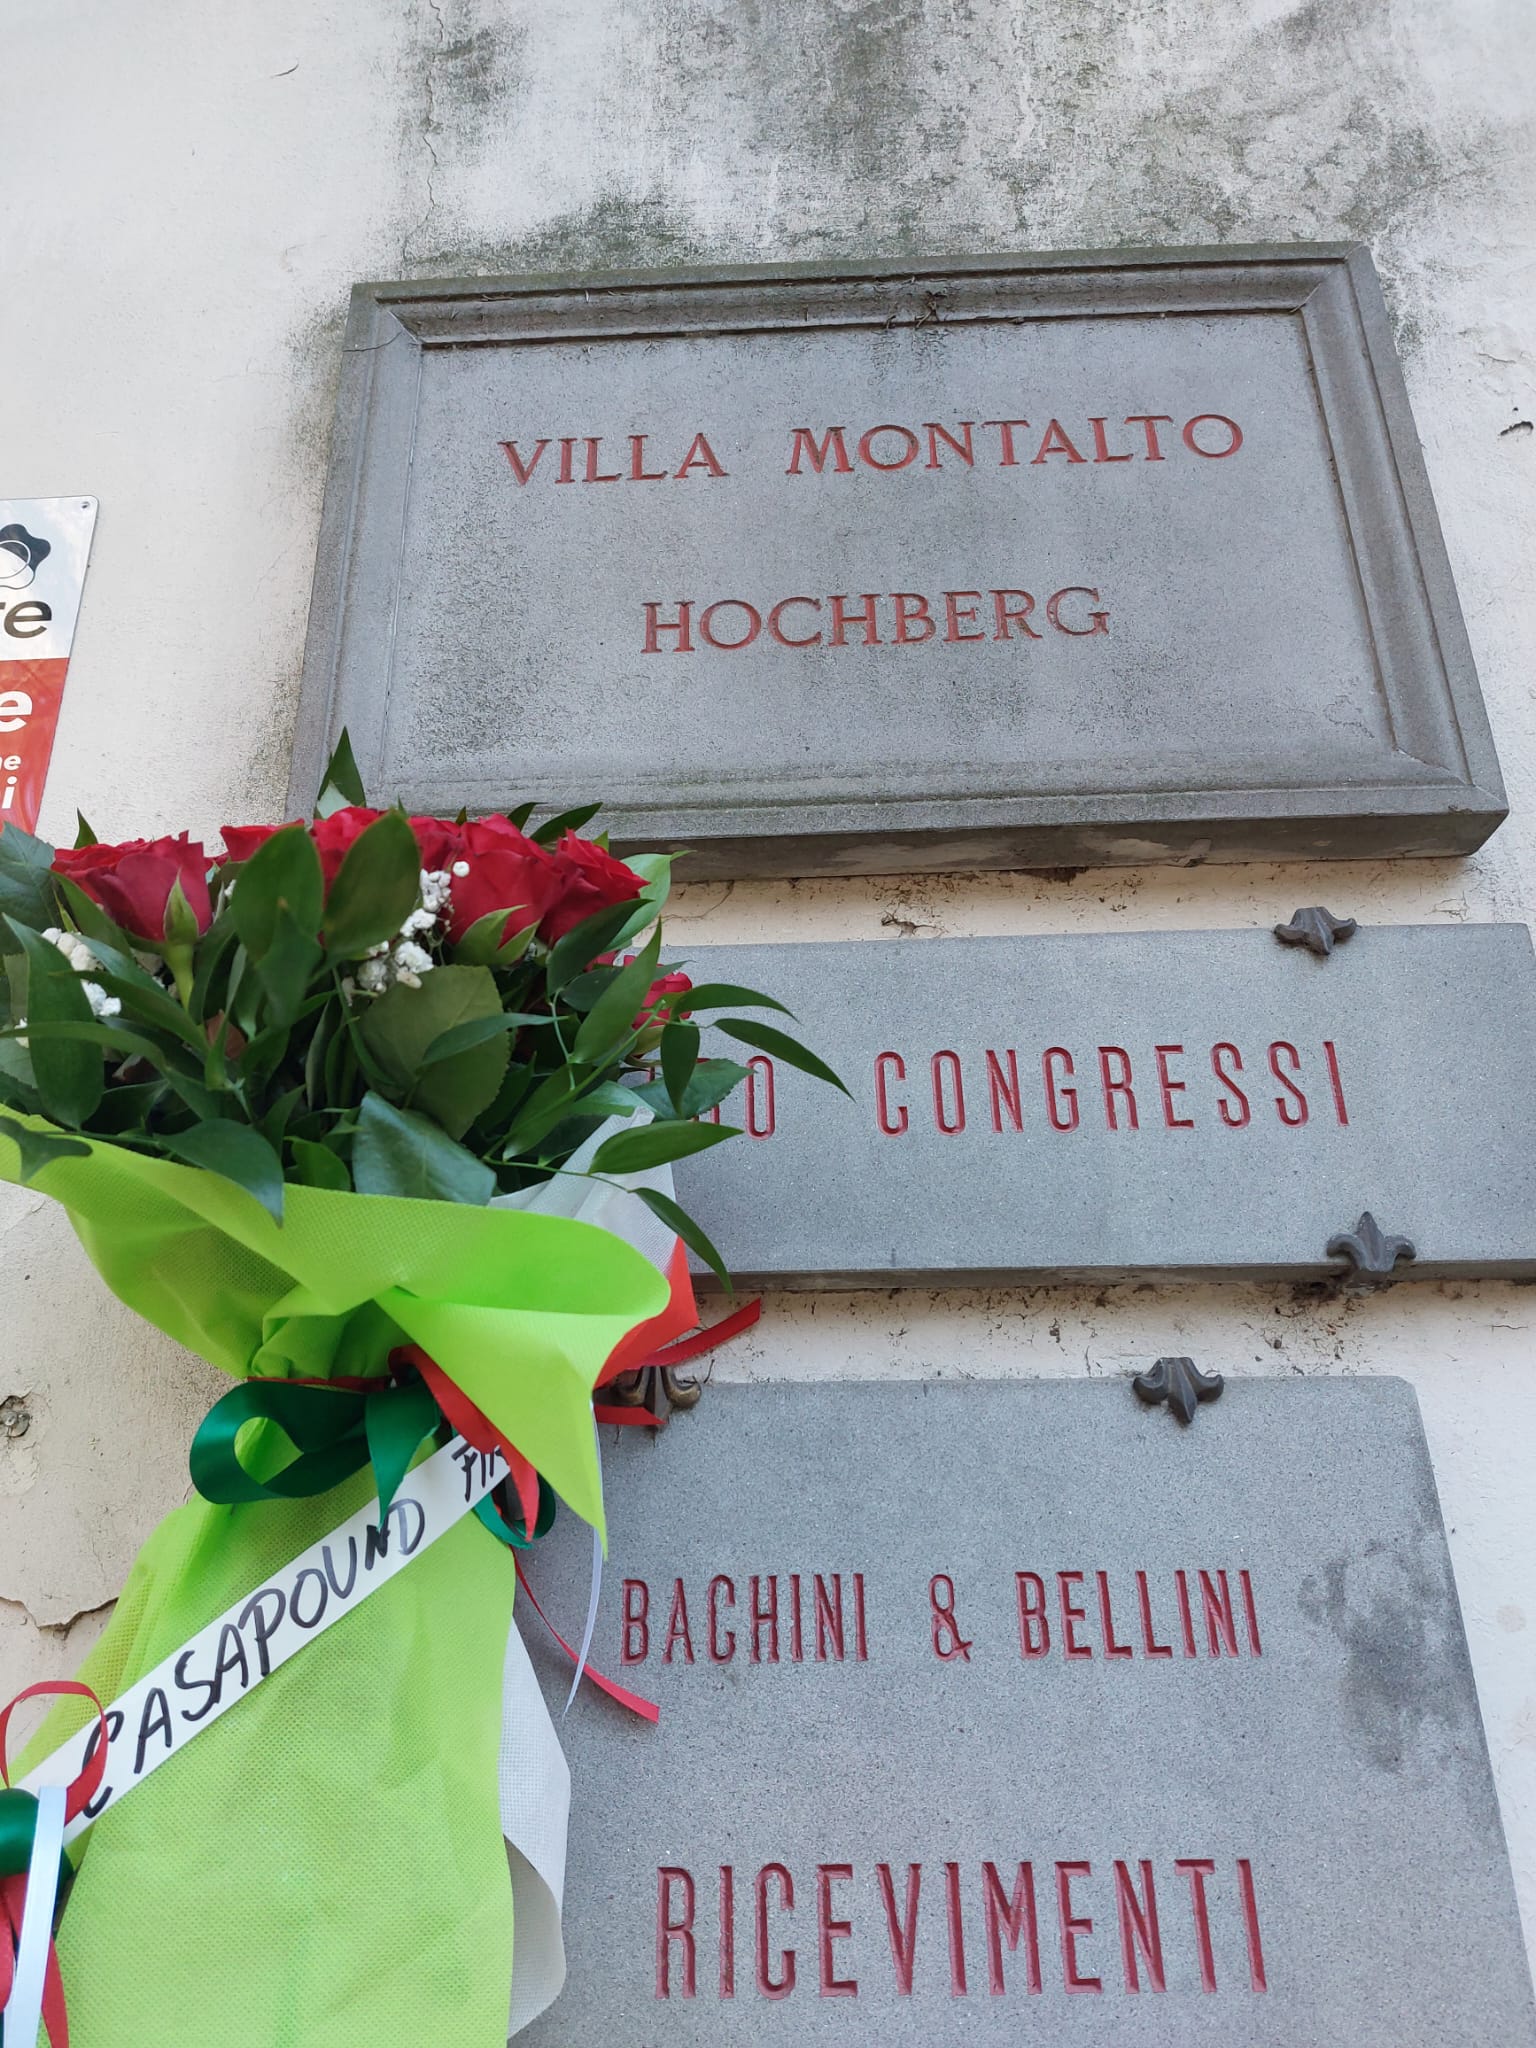 VILLA MONTALTO
HOCHBERG
CONGRESSI
BACHINI & BELLINI
RICEVIMENTI
CASAPOUND